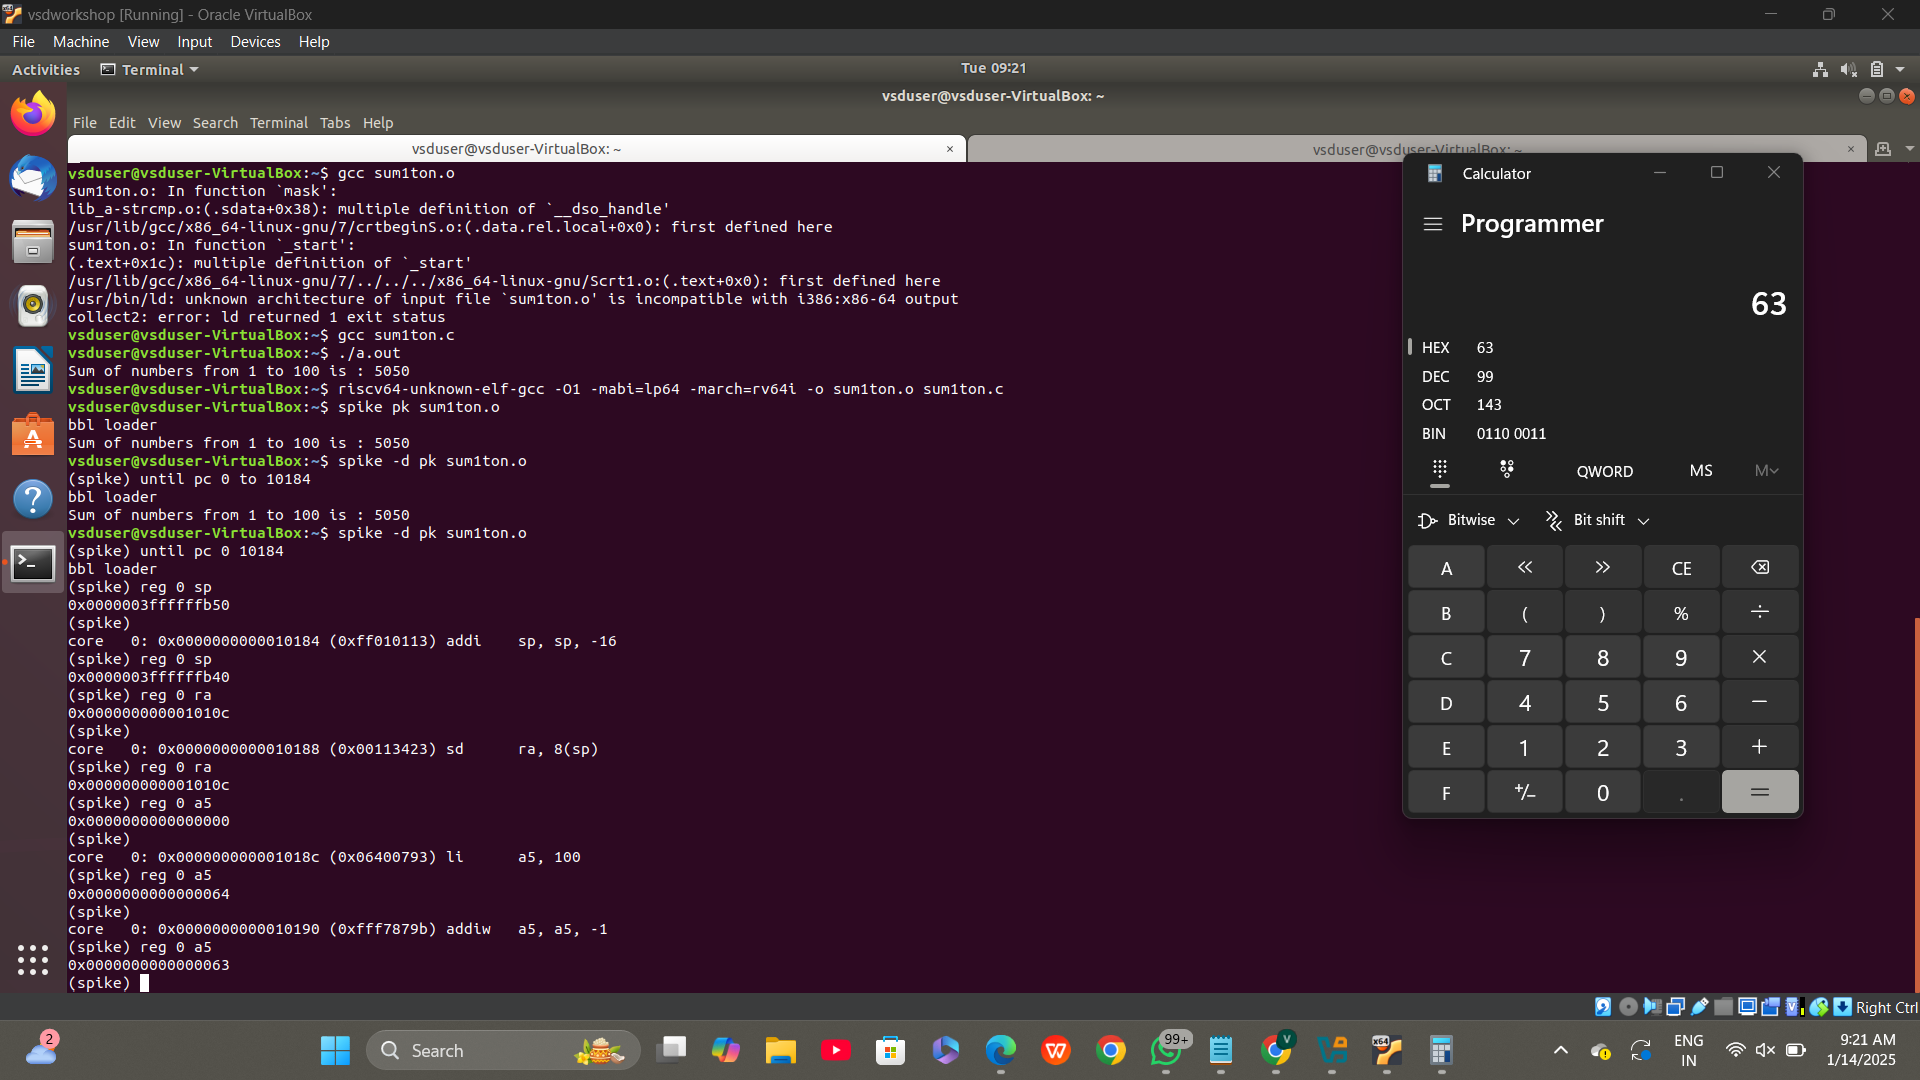 vsdworkshop [Running] - Oracle VirtualBox
File Machine View Input Devices Help
Activities Terminal Tue 09:21
vsduser@vsduser-VirtualBox: ~
File Edit View Search Terminal Tabs Help
vsduser@vsduser-VirtualBox: ~ ×
vsduser@vsduser-VirtualBox: ~ ×
vsduser@vsduser-VirtualBox:~$ gcc sum1ton.o
sum1ton.o: In function `mask':
lib_a-strcmp.o:(.sdata+0x38): multiple definition of `__dso_handle'
/usr/lib/gcc/x86_64-linux-gnu/7/crtbeginS.o:(.data.rel.local+0x0): first defined here
sum1ton.o: In function `_start':
(.text+0x1c): multiple definition of `_start'
/usr/lib/gcc/x86_64-linux-gnu/7/../../../x86_64-linux-gnu/Scrt1.o:(.text+0x0): first defined here
/usr/bin/ld: unknown architecture of input file `sum1ton.o' is incompatible with i386:x86-64 output
collect2: error: ld returned 1 exit status
vsduser@vsduser-VirtualBox:~$ gcc sum1ton.c
vsduser@vsduser-VirtualBox:~$ ./a.out
Sum of numbers from 1 to 100 is : 5050
vsduser@vsduser-VirtualBox:~$ riscv64-unknown-elf-gcc -O1 -mabi=lp64 -march=rv64i -o sum1ton.o sum1ton.c
vsduser@vsduser-VirtualBox:~$ spike pk sum1ton.o
bbl loader
Sum of numbers from 1 to 100 is : 5050
vsduser@vsduser-VirtualBox:~$ spike -d pk sum1ton.o
(spike) until pc 0 to 10184
bbl loader
Sum of numbers from 1 to 100 is : 5050
vsduser@vsduser-VirtualBox:~$ spike -d pk sum1ton.o
(spike) until pc 0 10184
bbl loader
(spike) reg 0 sp
0x0000003ffffffb50
(spike)
core   0: 0x0000000000010184 (0xff010113) addi    sp, sp, -16
(spike) reg 0 sp
0x0000003ffffffb40
(spike) reg 0 ra
0x000000000001010c
(spike)
core   0: 0x0000000000010188 (0x00113423) sd      ra, 8(sp)
(spike) reg 0 ra
0x000000000001010c
(spike) reg 0 a5
0x0000000000000000
(spike)
core   0: 0x000000000001018c (0x06400793) li      a5, 100
(spike) reg 0 a5
0x0000000000000064
(spike)
core   0: 0x0000000000010190 (0xfff7879b) addiw   a5, a5, -1
(spike) reg 0 a5
0x0000000000000063
(spike)
Calculator
Programmer
63
HEX 63
DEC 99
OCT 143
BIN 0110 0011
QWORD MS M
Bitwise Bit shift
A << >> CE
B ( ) % ÷
C 7 8 9 ×
D 4 5 6 −
E 1 2 3 +
F +/− 0 . =
Right Ctrl
2
Search
99+
V
x64
ENG
IN
9:21 AM
1/14/2025